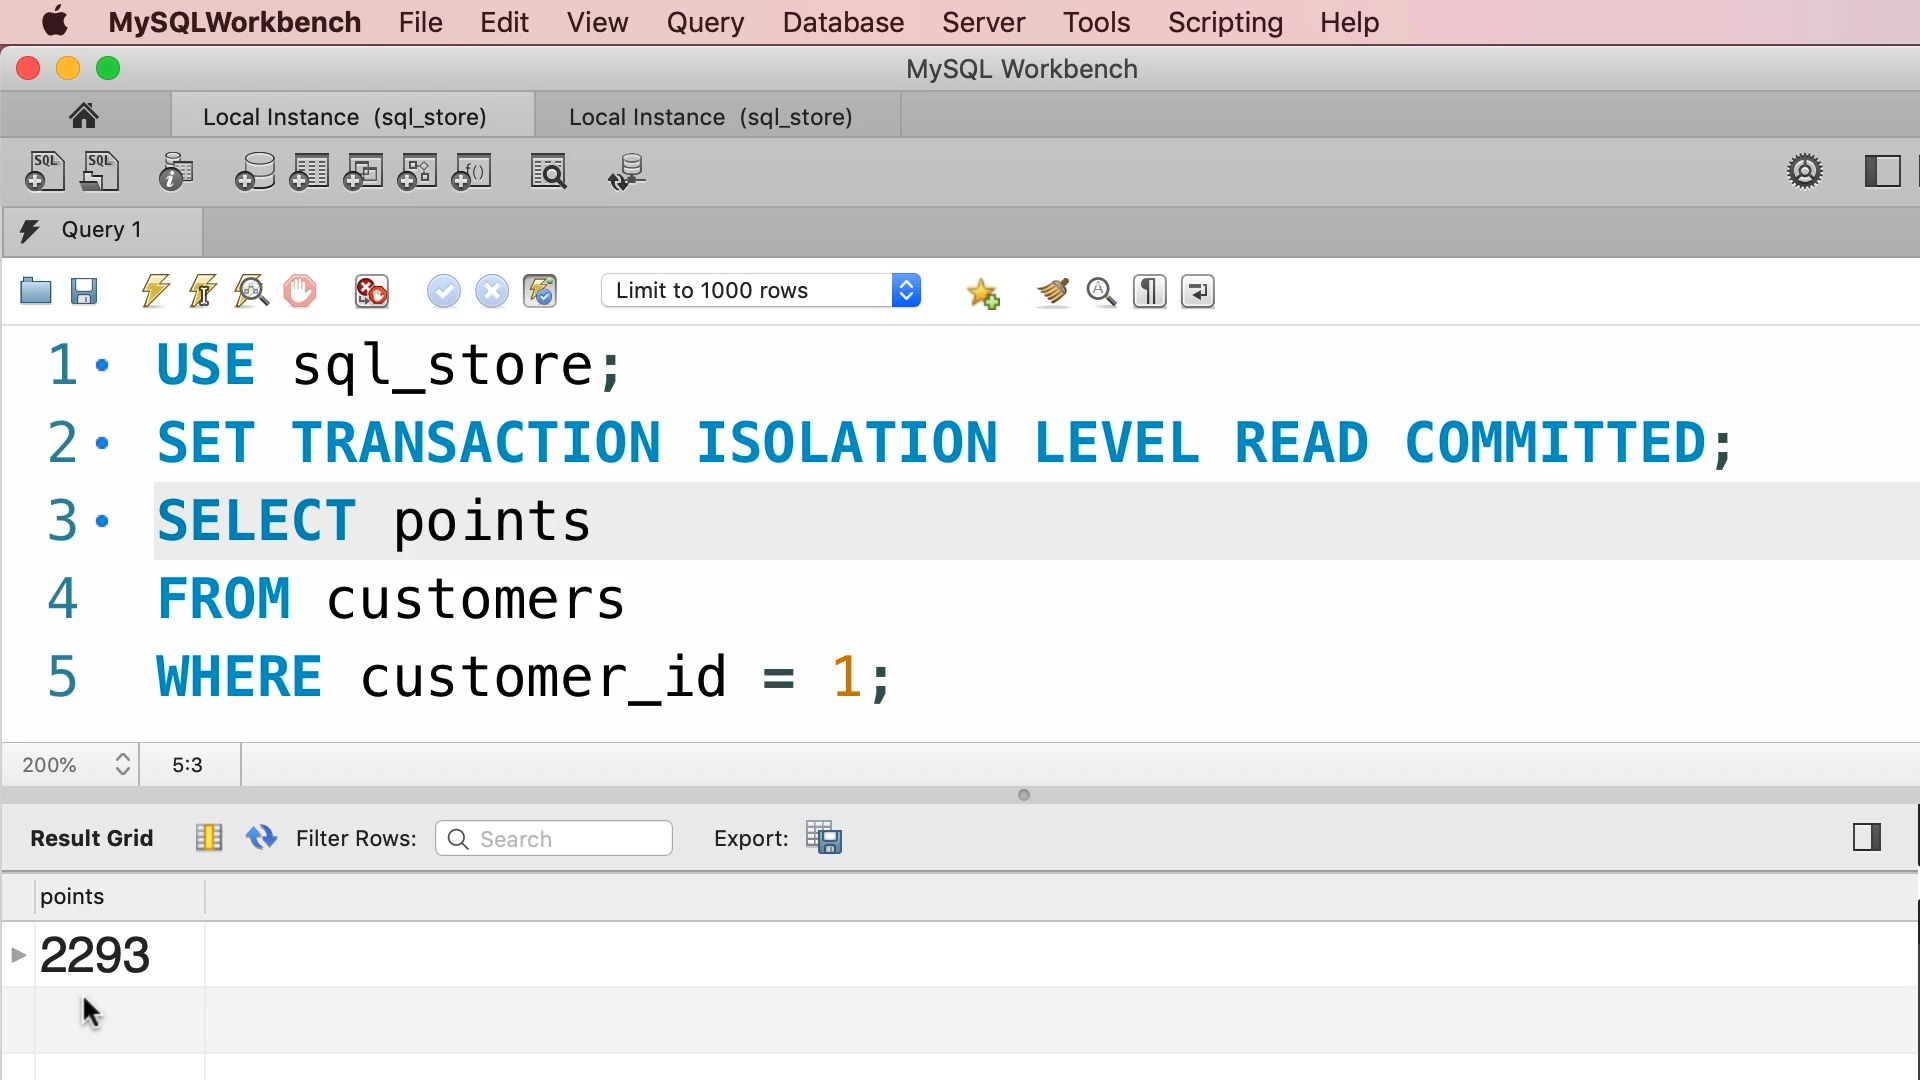 MySQLWorkbench File Edit View Query Database Server Tools Scripting Help
MySQL Workbench
Local Instance (sql_store) Local Instance (sql_store)
SQL SQL
Query 1
Limit to 1000 rows
1 USE sql_store;
2 SET TRANSACTION ISOLATION LEVEL READ COMMITTED;
3 SELECT points
4 FROM customers
5 WHERE customer_id = 1;
200% 5:3
Result Grid Filter Rows: Search Export:
points
2293